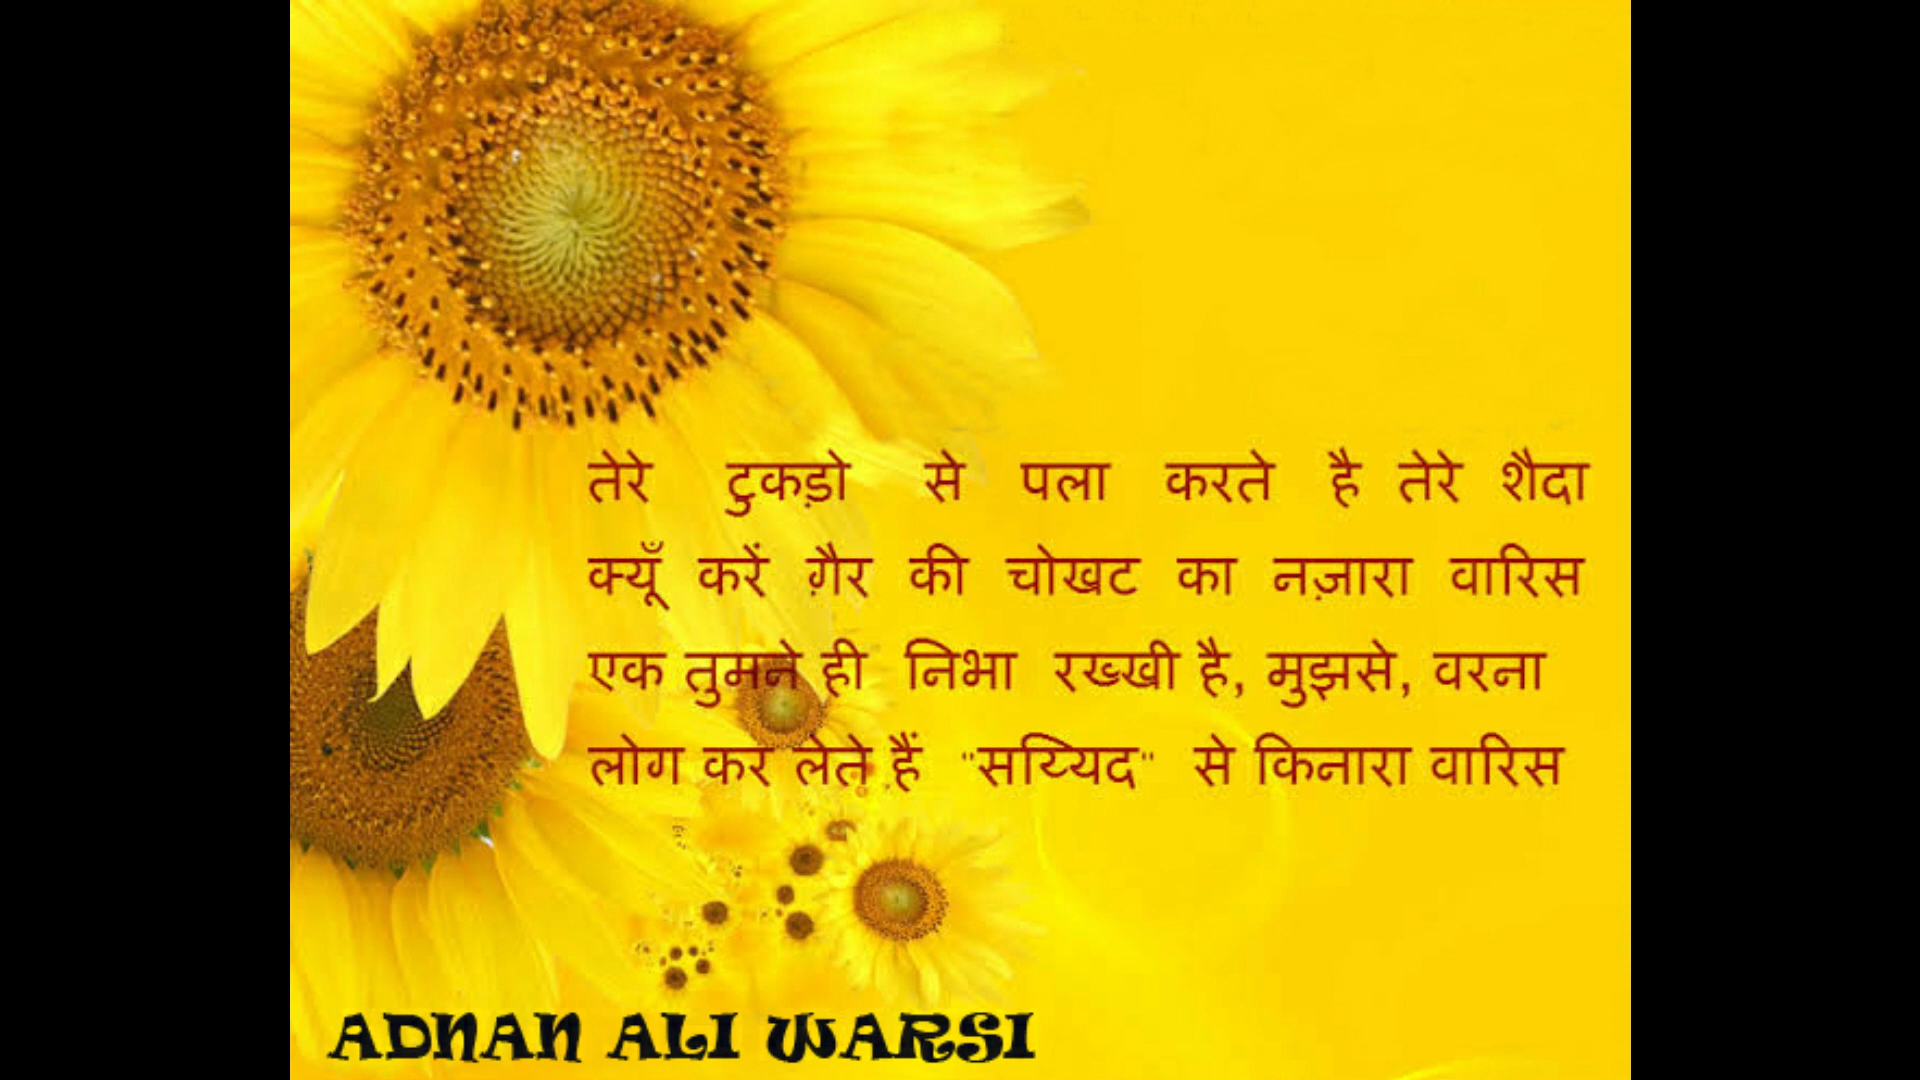 तेरे टुकड़ो से पला करते है तेरे शैदा
क्यूँ करें ग़ैर की चोखट का नज़ारा वारिस
एक तुमने ही निभा रख्खी है, मुझसे, वरना
लोग कर लेते हैं "सय्यिद" से किनारा वारिस
ADNAN ALI WARSI